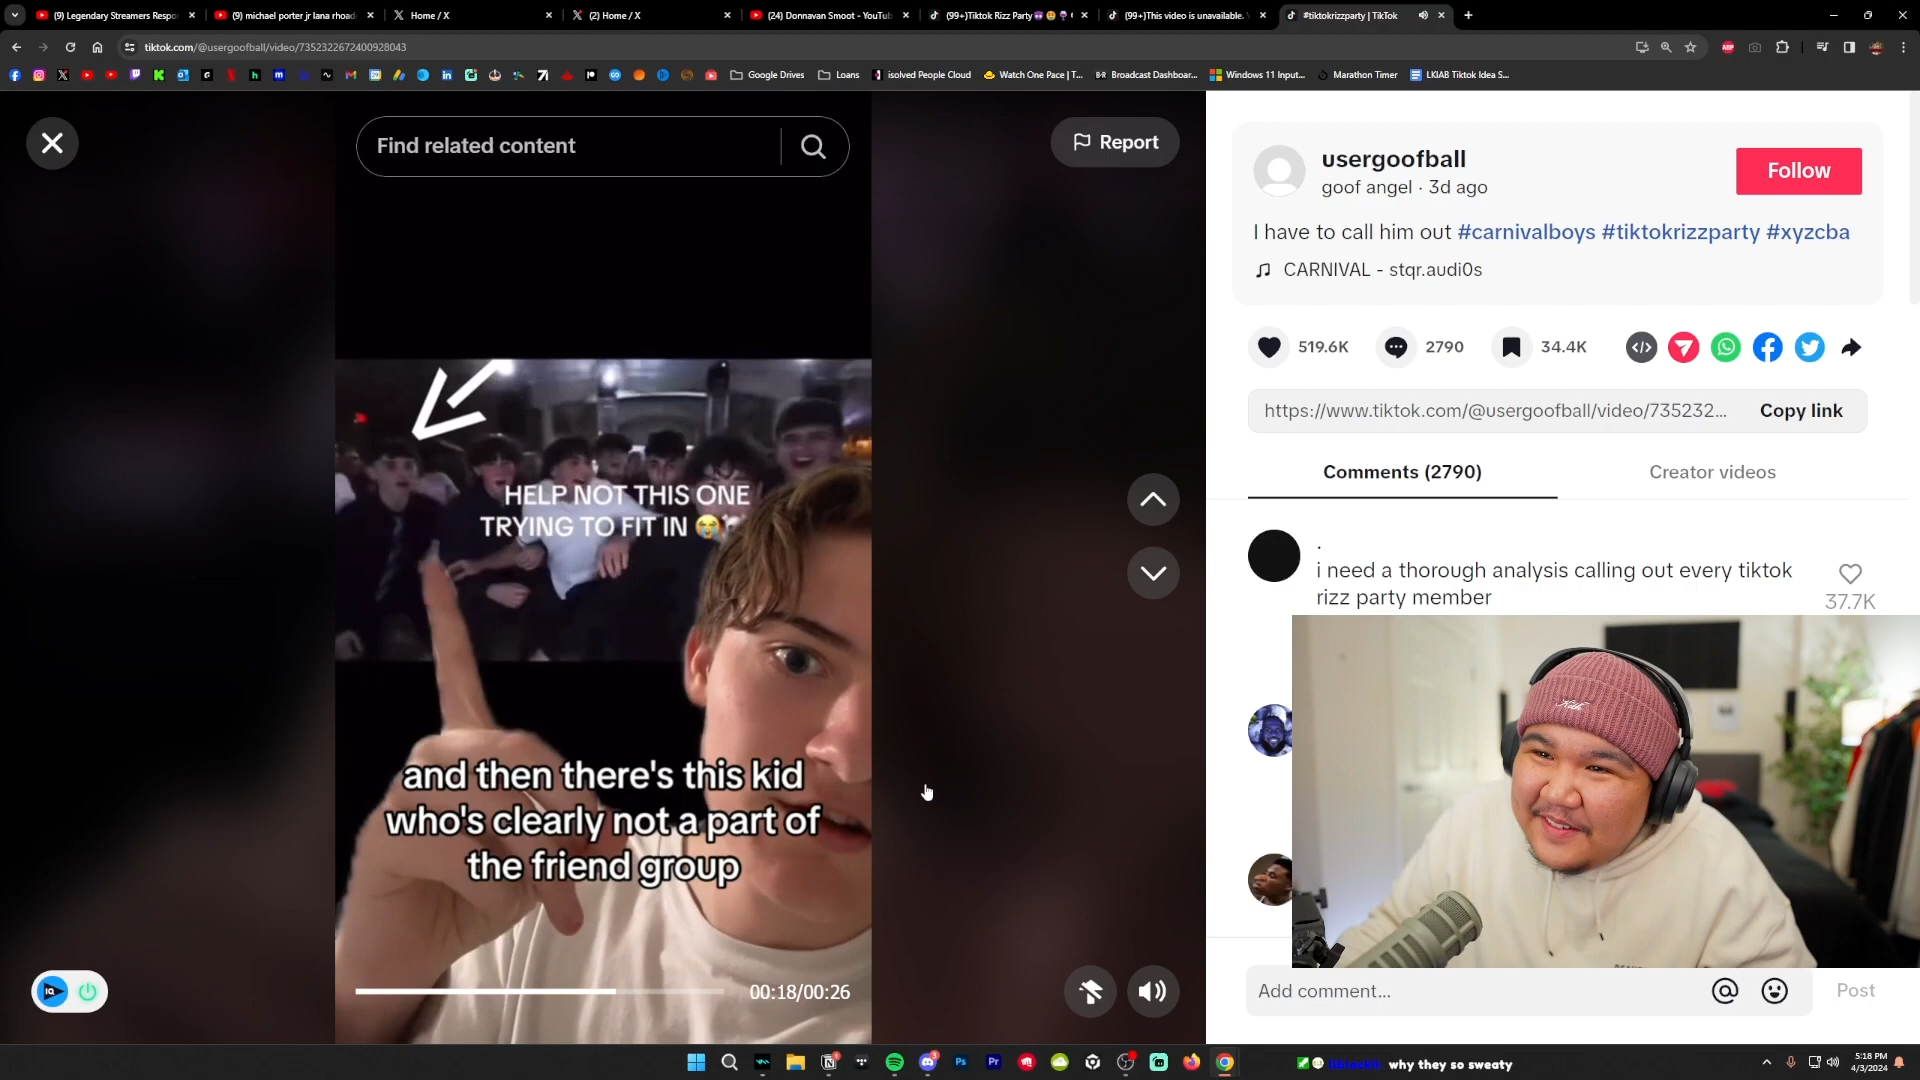 (9) Legendary Streamers Respo
(9) michael porter jr lana rhoad
Home / X
(2) Home / X
(24) Donnavan Smoot - YouTub
(99+)Tiktok Rizz Party
(99+)This video is unavailable.
#tiktokrizzparty | TikTok
tiktok.com/@usergoofball/video/7352322672400928043
Google Drives
Loans
isolved People Cloud
Watch One Pace | T...
Broadcast Dashboar...
Windows 11 Input...
Marathon Timer
LKIAB Tiktok Idea S...
Find related content
Report
HELP NOT THIS ONE
TRYING TO FIT IN 😭
and then there's this kid
who's clearly not a part of
the friend group
00:18/00:26
usergoofball
goof angel · 3d ago
Follow
I have to call him out #carnivalboys #tiktokrizzparty #xyzcba
CARNIVAL - stqr.audi0s
519.6K
2790
34.4K
https://www.tiktok.com/@usergoofball/video/735232...
Copy link
Comments (2790)
Creator videos
.
i need a thorough analysis calling out every tiktok
rizz party member
37.7K
Add comment...
Post
why they so sweaty
5:18 PM
4/3/2024